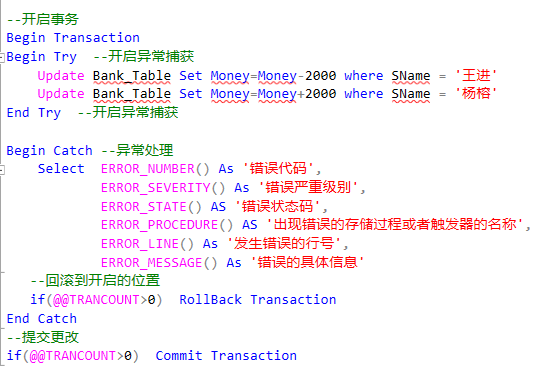 --开启事务
Begin Transaction
Begin Try  --开启异常捕获
    Update Bank_Table Set Money=Money-2000 where SName = '王进'
    Update Bank_Table Set Money=Money+2000 where SName = '杨榕'
End Try  --开启异常捕获
Begin Catch --异常处理
    Select  ERROR_NUMBER() As '错误代码',
            ERROR_SEVERITY() As '错误严重级别',
            ERROR_STATE() AS '错误状态码',
            ERROR_PROCEDURE() AS '出现错误的存储过程或者触发器的名称',
            ERROR_LINE() As '发生错误的行号',
            ERROR_MESSAGE() As '错误的具体信息'
   --回滚到开启的位置
   if(@@TRANCOUNT>0)  RollBack Transaction
End Catch
--提交更改
if(@@TRANCOUNT>0)  Commit Transaction